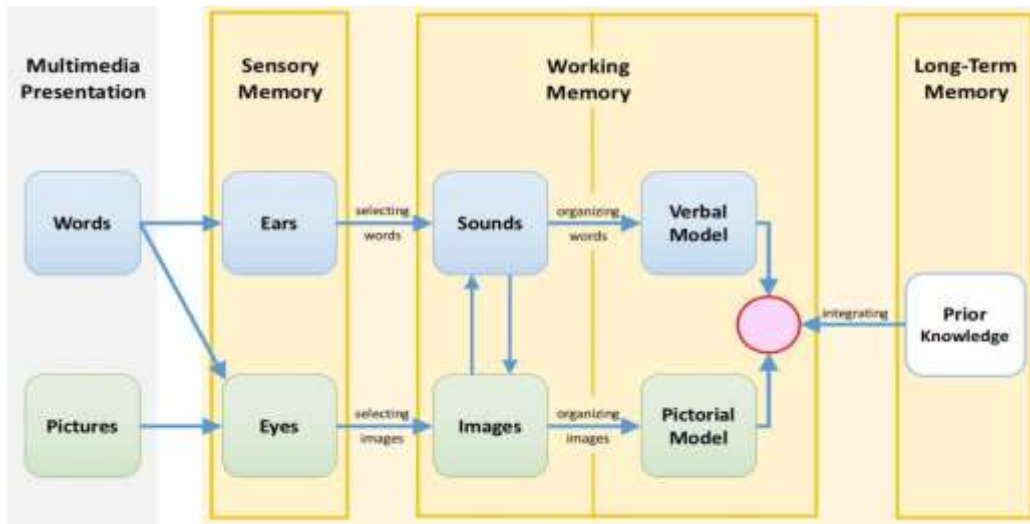 Multimedia
Presentation
Sensory
Memory
Working
Memory
Long-Term
Memory
Words
Ears
selecting
words
Sounds
organizing
words
Verbal
Model
integrating
Prior
Knowledge
Pictures
Eyes
selecting
images
Images
organizing
images
Pictorial
Model